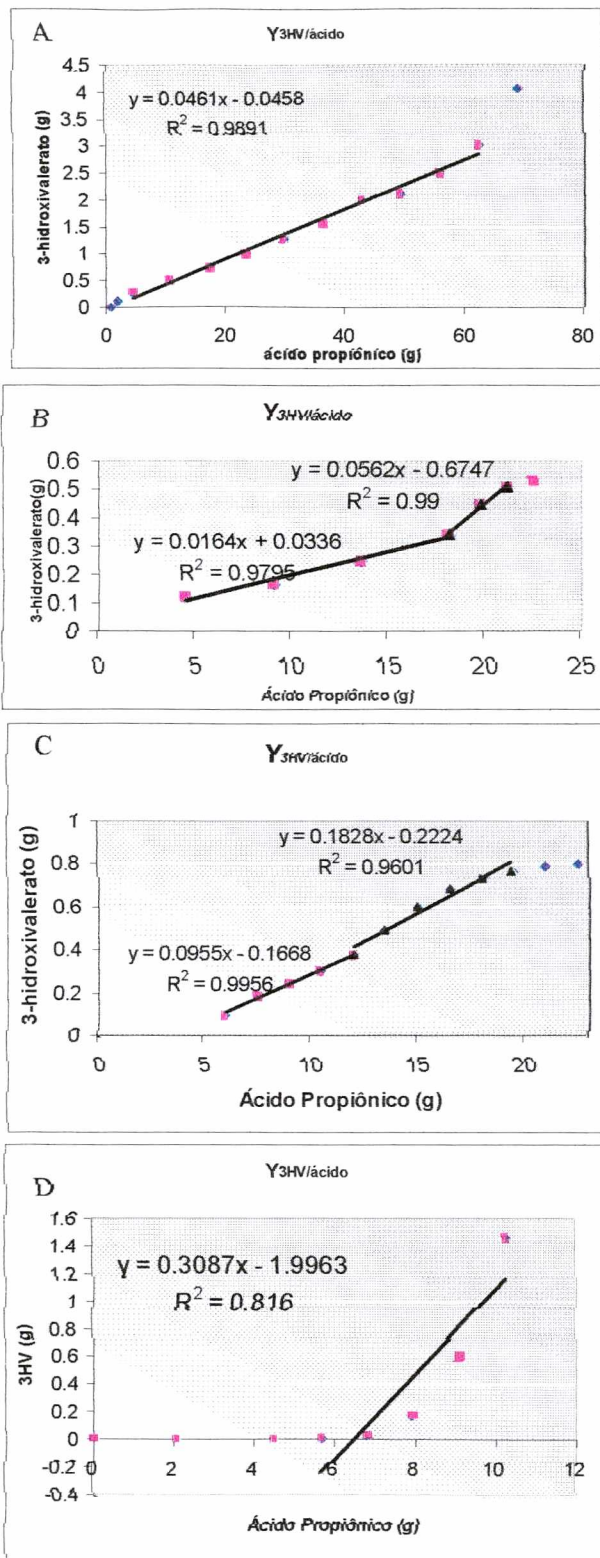 A
Y3HV/ácido
4.5
4
3.5
3
2.5
2
1.5
1
0.5
0
3-hidroxivalerato (g)
y = 0.0461x - 0.0458
R² = 0.9891
0 20 40 60 80
ácido propiônico (g)
B
Y3HV/ácido
0.6
0.5
0.4
0.3
0.2
0.1
0
3-hidroxivalerato(g)
y = 0.0562x - 0.6747
R² = 0.99
y = 0.0164x + 0.0336
R² = 0.9795
0 5 10 15 20 25
Ácido Propiônico (g)
C
Y3HV/ácido
1
0.8
0.6
0.4
0.2
0
3-hidroxivalerato (g)
y = 0.1828x - 0.2224
R² = 0.9601
y = 0.0955x - 0.1668
R² = 0.9956
0 5 10 15 20
Ácido Propiônico (g)
D
Y3HV/ácido
1.6
1.4
1.2
1
0.8
0.6
0.4
0.2
0
-0.2
-0.4
3HV (g)
y = 0.3087x - 1.9963
R² = 0.816
0 2 4 6 8 10 12
Ácido Propiônico (g)